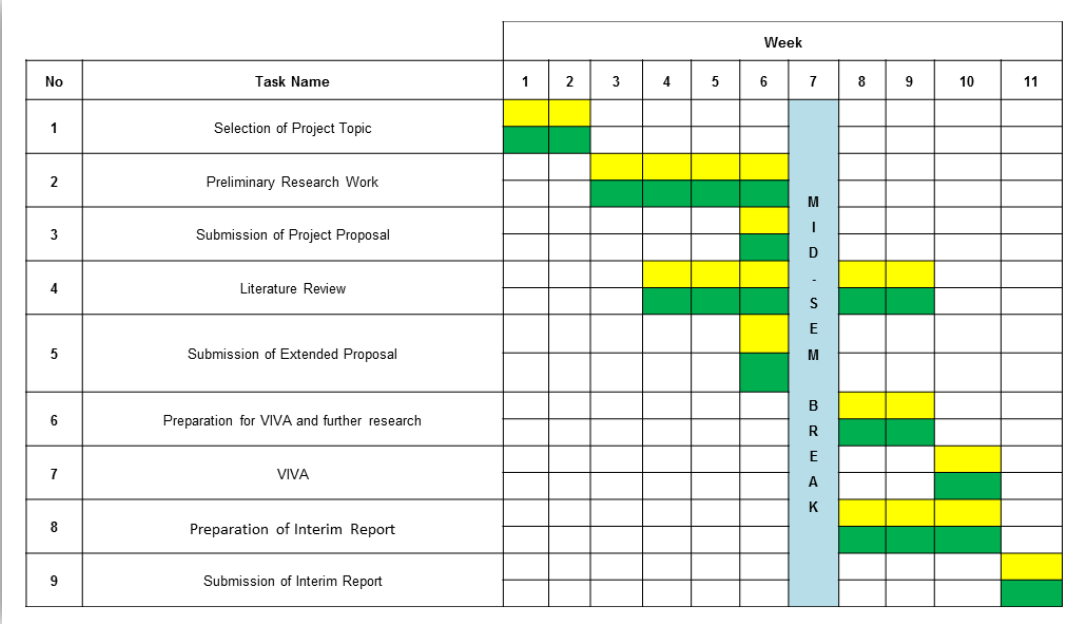 Week
No Task Name 1 2 3 4 5 6 7 8 9 10 11
1 Selection of Project Topic
2 Preliminary Research Work
3 Submission of Project Proposal
4 Literature Review
5 Submission of Extended Proposal
6 Preparation for VIVA and further research
7 VIVA
8 Preparation of Interim Report
9 Submission of Interim Report
M
I
D
-
S
E
M
B
R
E
A
K